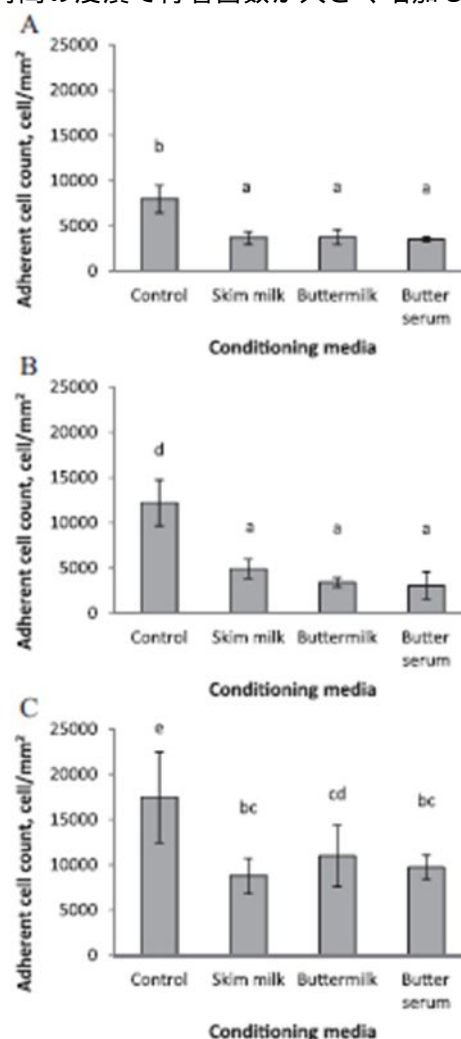 A
25000
20000
15000
10000
5000
0
Adherent cell count, cell/mm²
b a a a
Control Skim milk Buttermilk Butter
serum
Conditioning media
B
25000
20000
15000
10000
5000
0
Adherent cell count, cell/mm²
d a a a
Control Skim milk Buttermilk Butter
serum
Conditioning media
C
25000
20000
15000
10000
5000
0
Adherent cell count, cell/mm²
e bc cd bc
Control Skim milk Buttermilk Butter
serum
Conditioning media